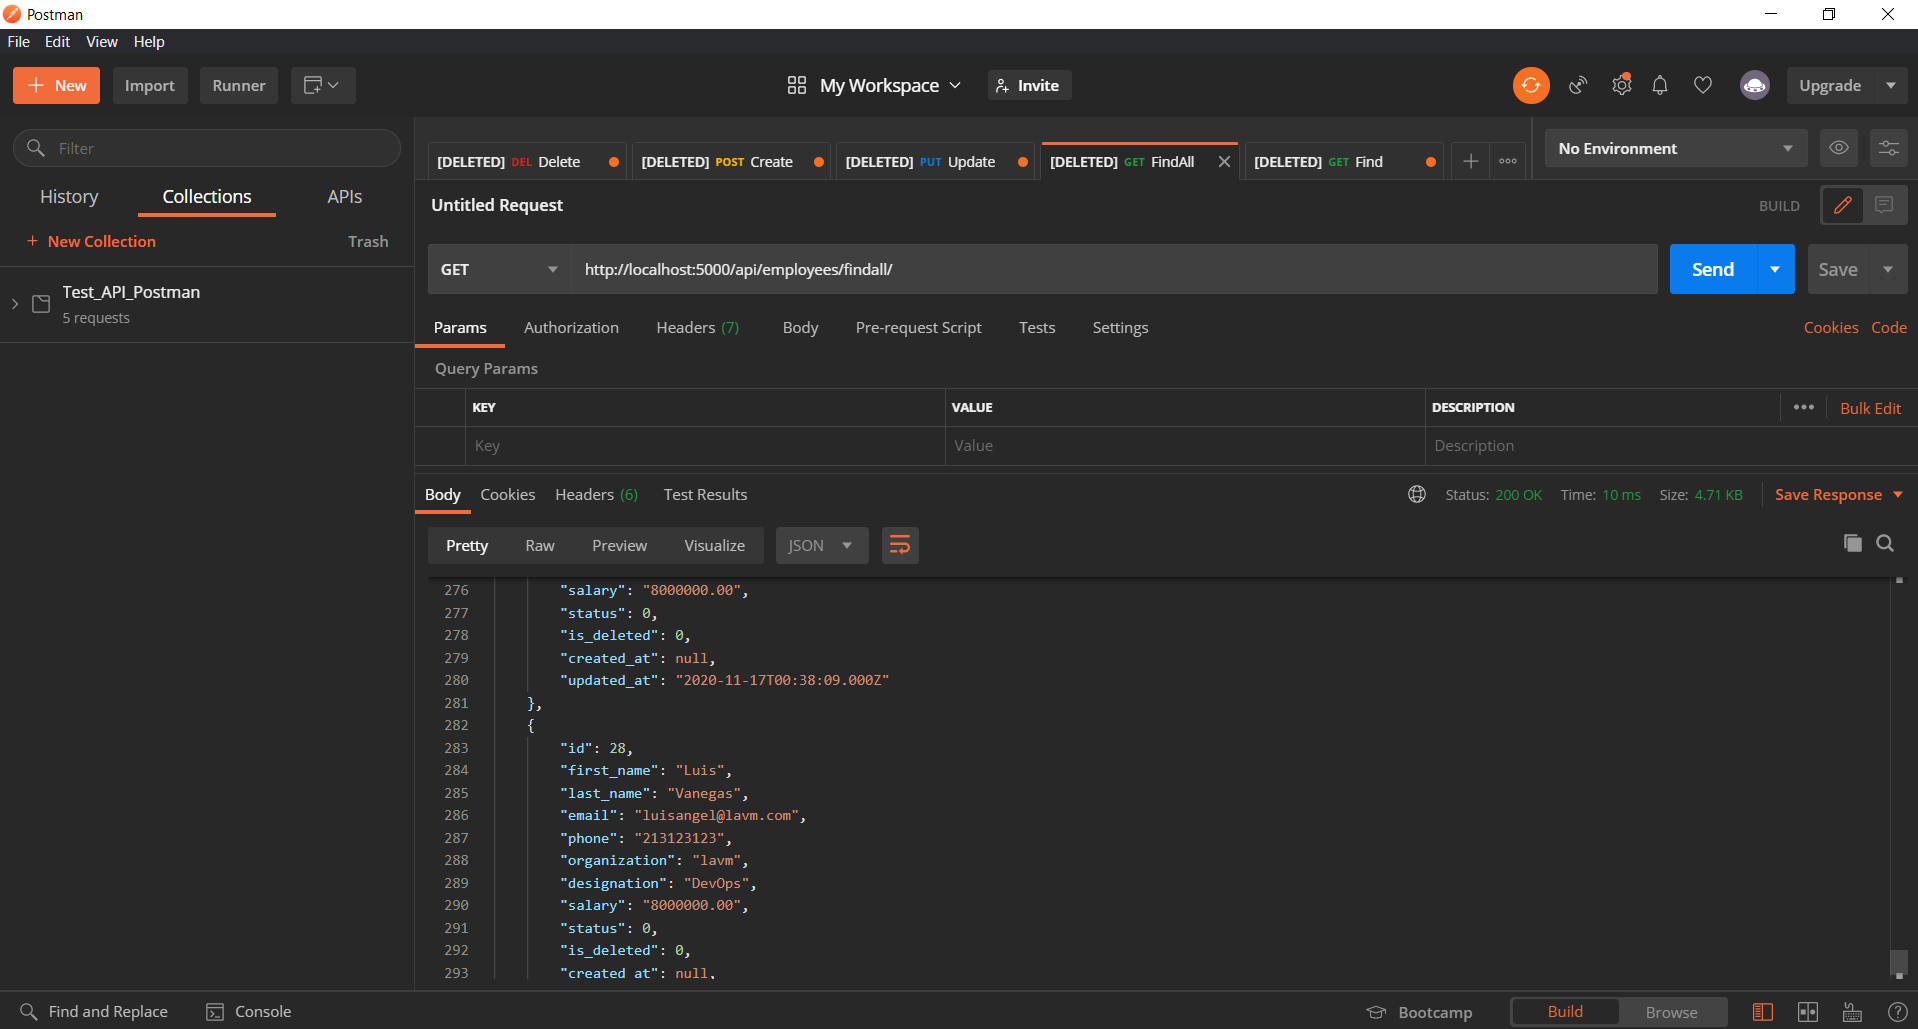 Postman
File Edit View Help
+ New Import Runner My Workspace Invite Upgrade
Filter
History Collections APIs
+ New Collection Trash
Test_API_Postman
5 requests
[DELETED] DEL Delete [DELETED] POST Create [DELETED] PUT Update [DELETED] GET FindAll [DELETED] GET Find No Environment
Untitled Request BUILD
GET http://localhost:5000/api/employees/findall/ Send Save
Params Authorization Headers (7) Body Pre-request Script Tests Settings Cookies Code
Query Params
KEY VALUE DESCRIPTION Bulk Edit
Key Value Description
Body Cookies Headers (6) Test Results Status: 200 OK Time: 10 ms Size: 4.71 KB Save Response
Pretty Raw Preview Visualize JSON
276 "salary": "8000000.00",
277 "status": 0,
278 "is_deleted": 0,
279 "created_at": null,
280 "updated_at": "2020-11-17T00:38:09.000Z"
281 },
282 {
283 "id": 28,
284 "first_name": "Luis",
285 "last_name": "Vanegas",
286 "email": "luisangel@lavm.com",
287 "phone": "213123123",
288 "organization": "lavm",
289 "designation": "DevOps",
290 "salary": "8000000.00",
291 "status": 0,
292 "is_deleted": 0,
293 "created_at": null,
Find and Replace Console Bootcamp Build Browse